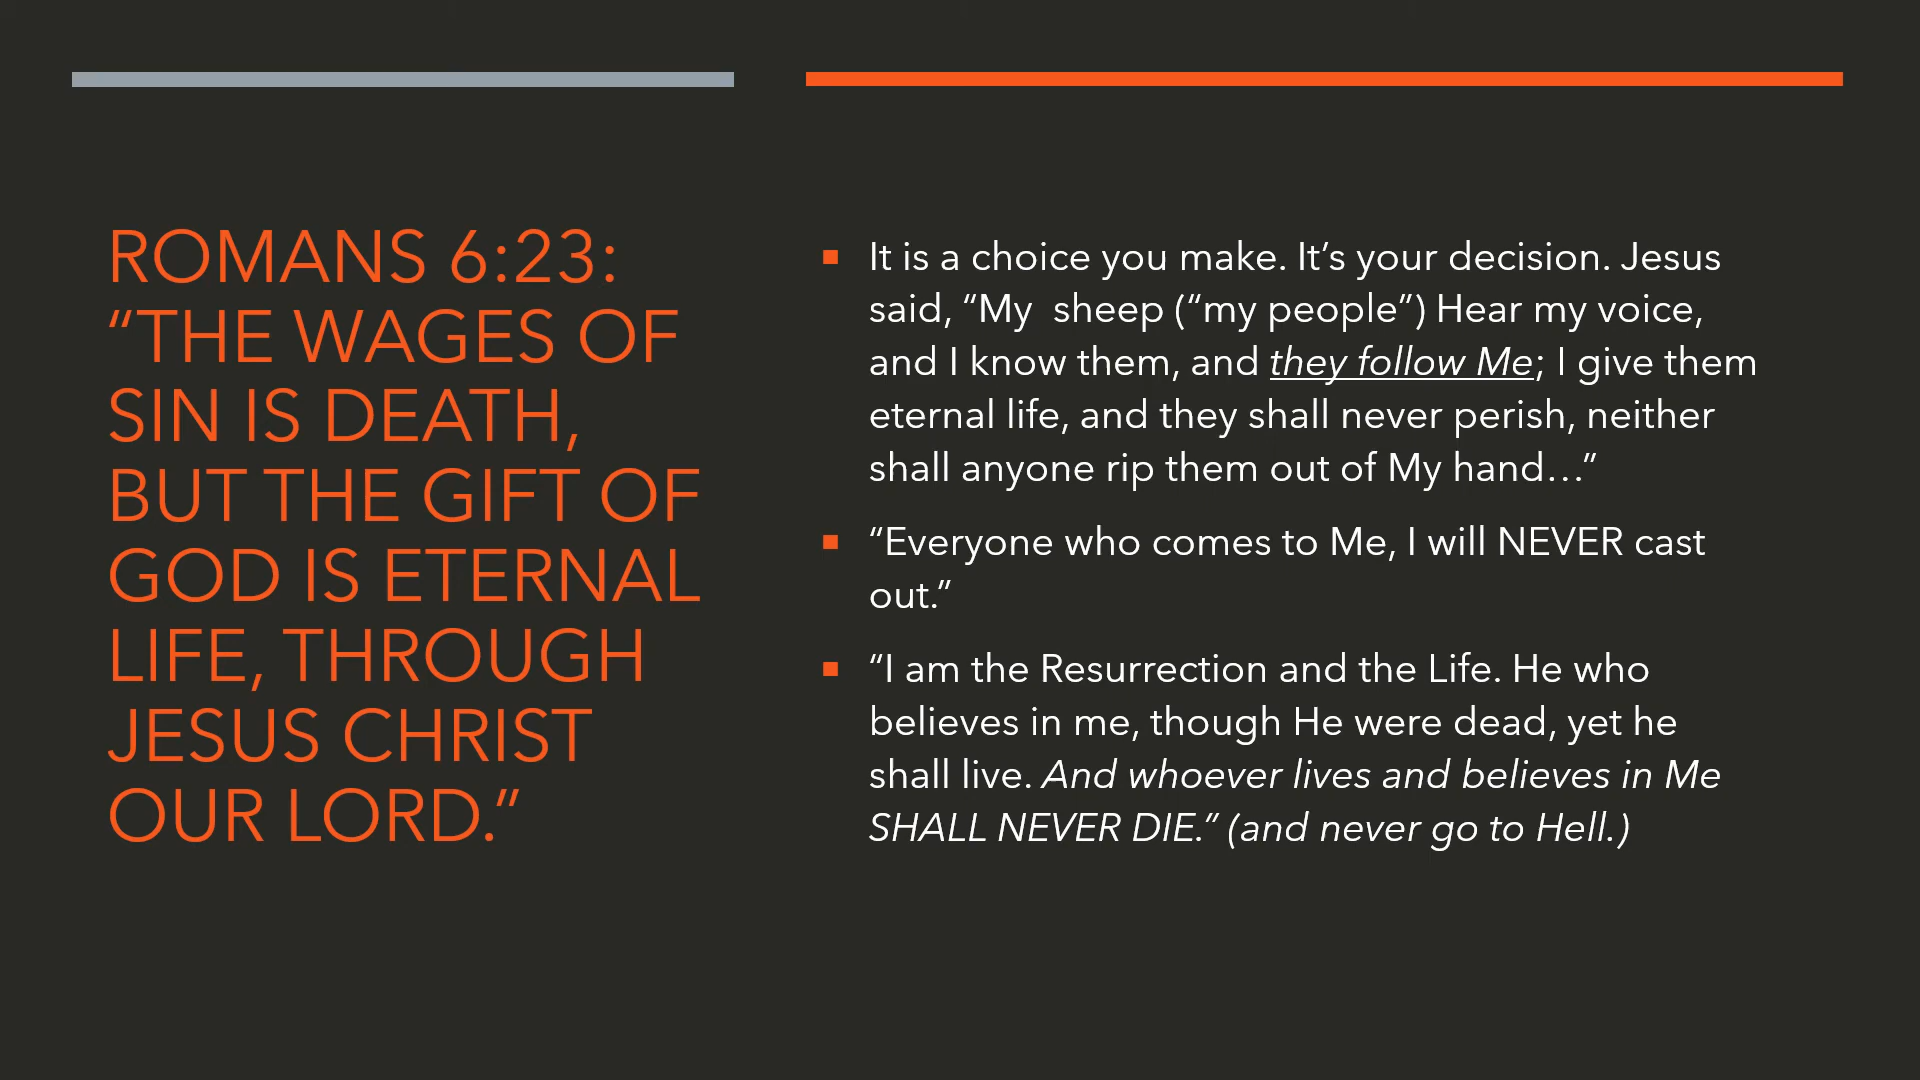 ROMANS 6:23:
“THE WAGES OF
SIN IS DEATH,
BUT THE GIFT OF
GOD IS ETERNAL
LIFE, THROUGH
JESUS CHRIST
OUR LORD.”
▪ It is a choice you make. It’s your decision. Jesus
said, “My  sheep (“my people”) Hear my voice,
and I know them, and they follow Me; I give them
eternal life, and they shall never perish, neither
shall anyone rip them out of My hand…”
▪ “Everyone who comes to Me, I will NEVER cast
out.”
▪ “I am the Resurrection and the Life. He who
believes in me, though He were dead, yet he
shall live. And whoever lives and believes in Me
SHALL NEVER DIE.” (and never go to Hell.)